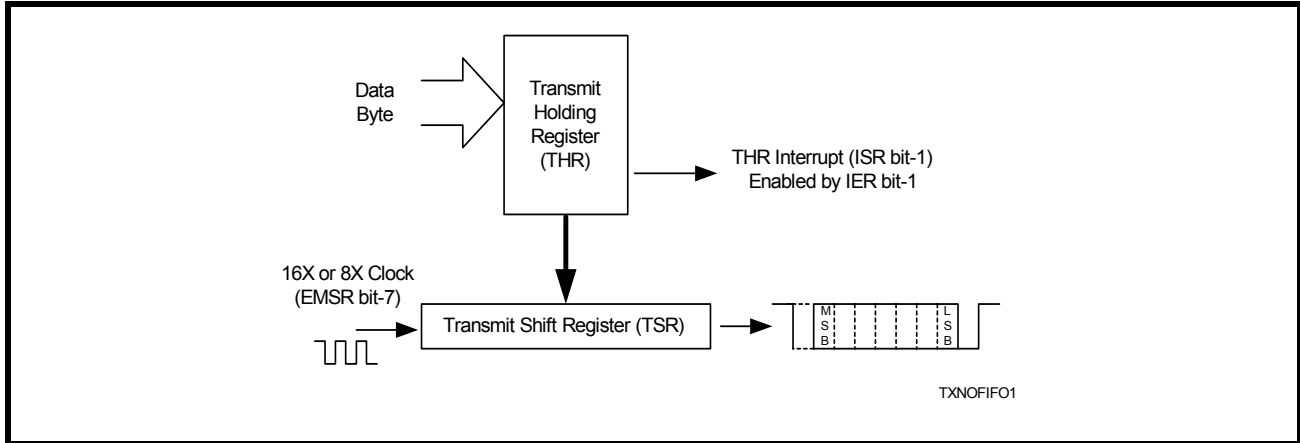 Data
Byte
Transmit
Holding
Register
(THR)
THR Interrupt (ISR bit-1)
Enabled by IER bit-1
16X or 8X Clock
(EMSR bit-7)
Transmit Shift Register (TSR)
M
S
B
L
S
B
TXNOFIFO1